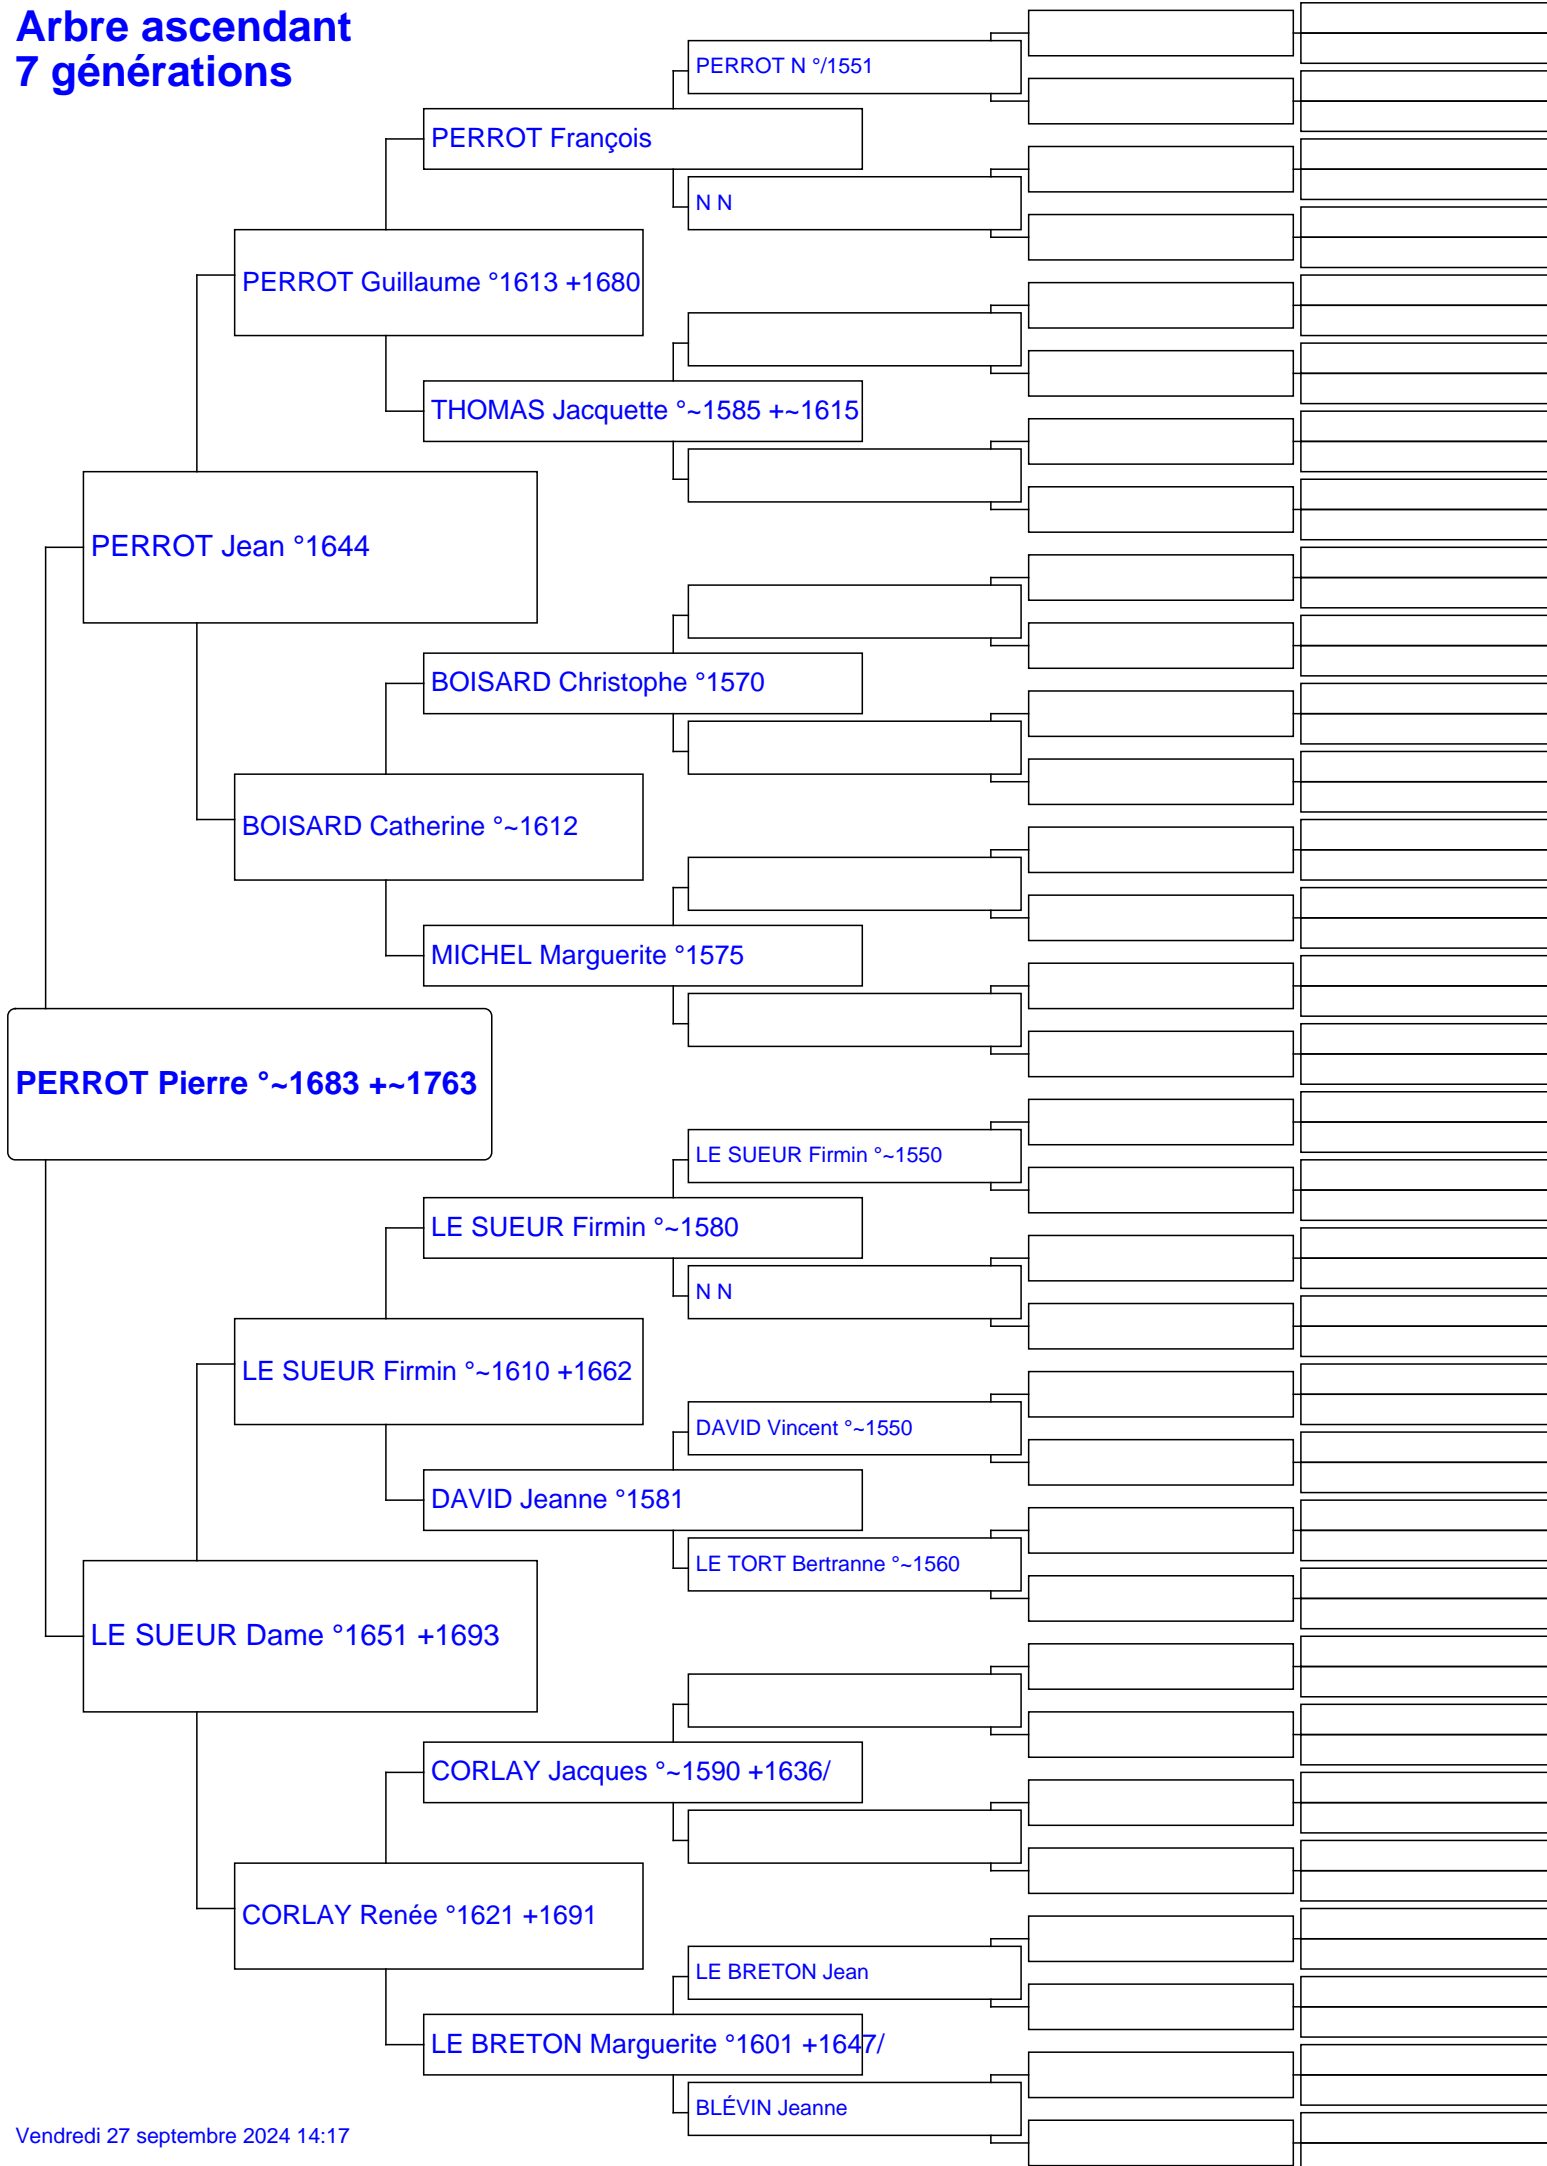 Arbre ascendant
7 générations
PERROT N °/1551
PERROT François
N N
PERROT Guillaume °1613 +1680
THOMAS Jacquette °~1585 +~1615
PERROT Jean °1644
BOISARD Christophe °1570
BOISARD Catherine °~1612
MICHEL Marguerite °1575
PERROT Pierre °~1683 +~1763
LE SUEUR Firmin °~1550
LE SUEUR Firmin °~1580
N N
LE SUEUR Firmin °~1610 +1662
DAVID Vincent °~1550
DAVID Jeanne °1581
LE TORT Bertranne °~1560
LE SUEUR Dame °1651 +1693
CORLAY Jacques °~1590 +1636/
CORLAY Renée °1621 +1691
LE BRETON Jean
LE BRETON Marguerite °1601 +1647/
BLÉVIN Jeanne
Vendredi 27 septembre 2024 14:17